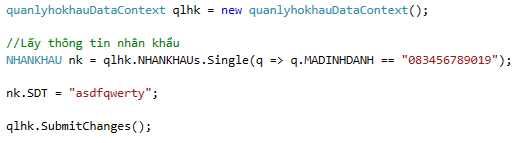 quanlyhokhauDataContext qlhk = new quanlyhokhauDataContext();
//Lấy thông tin nhân khẩu
NHANKHAU nk = qlhk.NHANKHAUs.Single(q => q.MADINHDANH == "083456789019");
nk.SDT = "asdfqwerty";
qlhk.SubmitChanges();